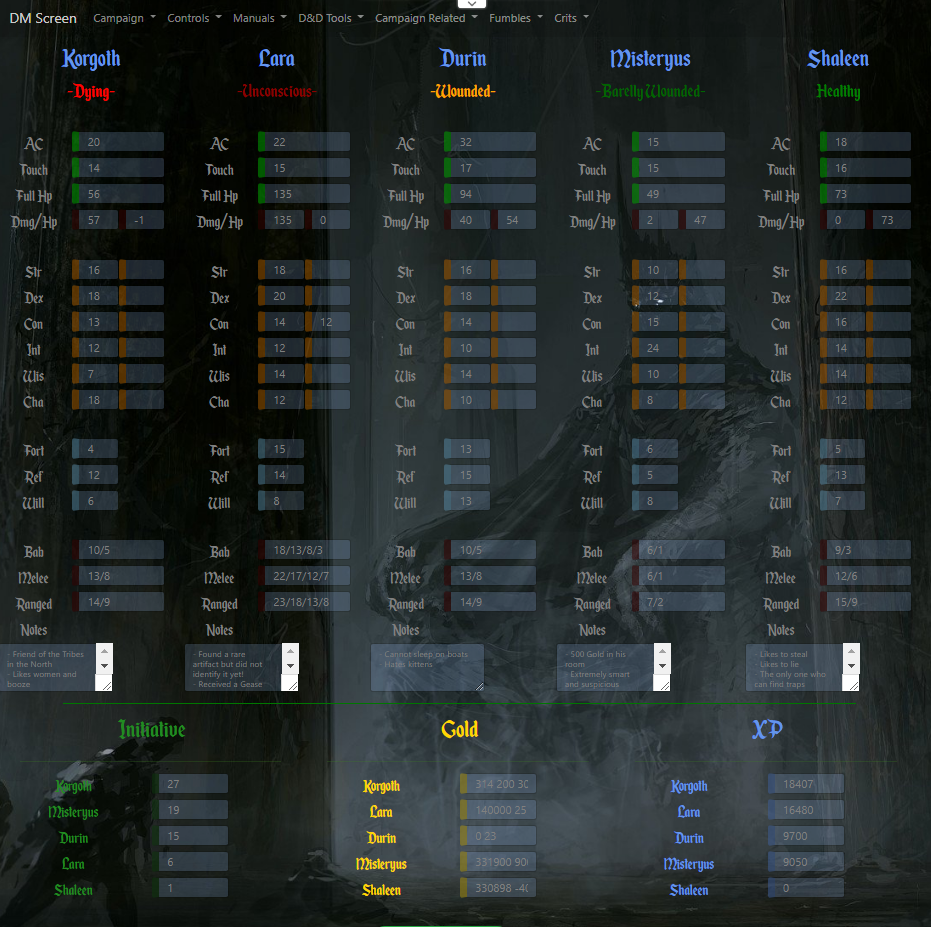 DM Screen Campaign Controls Manuals D&D Tools Campaign Related Fumbles Crits
Korgoth Lara Durin Misteryus Shaleen
-Dying- -Unconscious- -Wounded- -Barelly Wounded- Healthy
AC 20 AC 22 AC 32 AC 15 AC 18
Touch 14 Touch 15 Touch 17 Touch 15 Touch 16
Full Hp 56 Full Hp 135 Full Hp 94 Full Hp 49 Full Hp 73
Dmg/Hp 57 -1 Dmg/Hp 135 0 Dmg/Hp 40 54 Dmg/Hp 2 47 Dmg/Hp 0 73
Str 16 Str 18 Str 16 Str 10 Str 16
Dex 18 Dex 20 Dex 18 Dex 12 Dex 22
Con 13 Con 14 12 Con 14 Con 15 Con 16
Int 12 Int 12 Int 10 Int 24 Int 14
Wis 7 Wis 14 Wis 14 Wis 10 Wis 14
Cha 18 Cha 12 Cha 10 Cha 8 Cha 12
Fort 4 Fort 15 Fort 13 Fort 6 Fort 5
Ref 12 Ref 14 Ref 15 Ref 5 Ref 13
Will 6 Will 8 Will 13 Will 8 Will 7
Bab 10/5 Bab 18/13/8/3 Bab 10/5 Bab 6/1 Bab 9/3
Melee 13/8 Melee 22/17/12/7 Melee 13/8 Melee 6/1 Melee 12/6
Ranged 14/9 Ranged 23/18/13/8 Ranged 14/9 Ranged 7/2 Ranged 15/9
Notes Notes Notes Notes Notes
- Friend of the Tribes
in the North
- Likes women and
booze
- Found a rare
artifact but did not
identify it yet!
- Received a Gease
- Cannot sleep on boats
- Hates kittens
- 500 Gold in his
room
- Extremely smart
and suspicious
- Likes to steal
- Likes to lie
- The only one who
can find traps
Initiative Gold XP
Korgoth 27 Korgoth 314 200 30 Korgoth 18407
Misteryus 19 Lara 140000 25 Lara 16480
Durin 15 Durin 0 23 Durin 9700
Lara 6 Misteryus 331900 90 Misteryus 9050
Shaleen 1 Shaleen 330898 -4 Shaleen 0